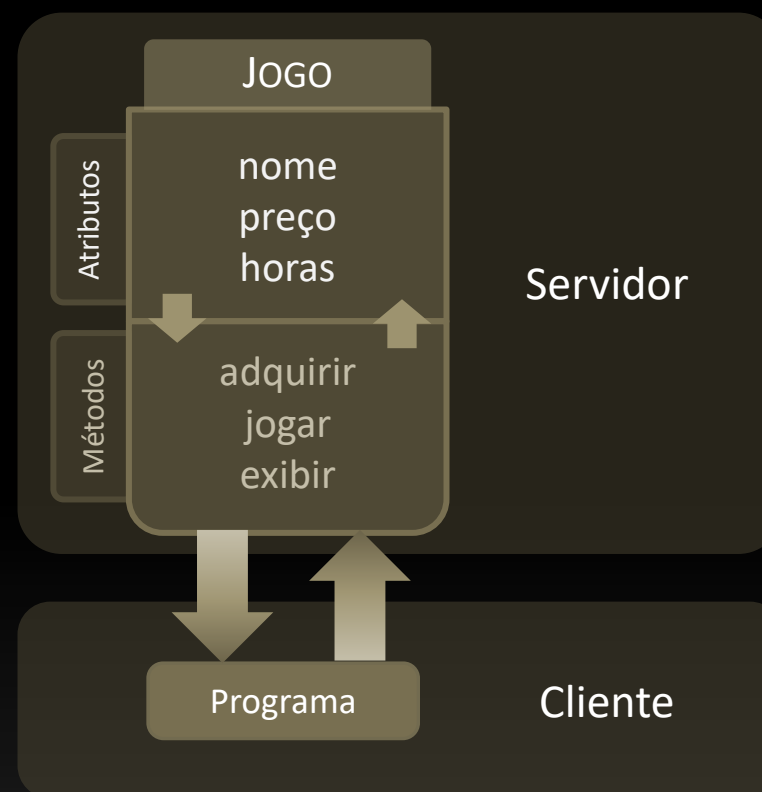 JOGO
Atributos
nome
preço
horas
Servidor
Métodos
adquirir
jogar
exibir
Programa
Cliente